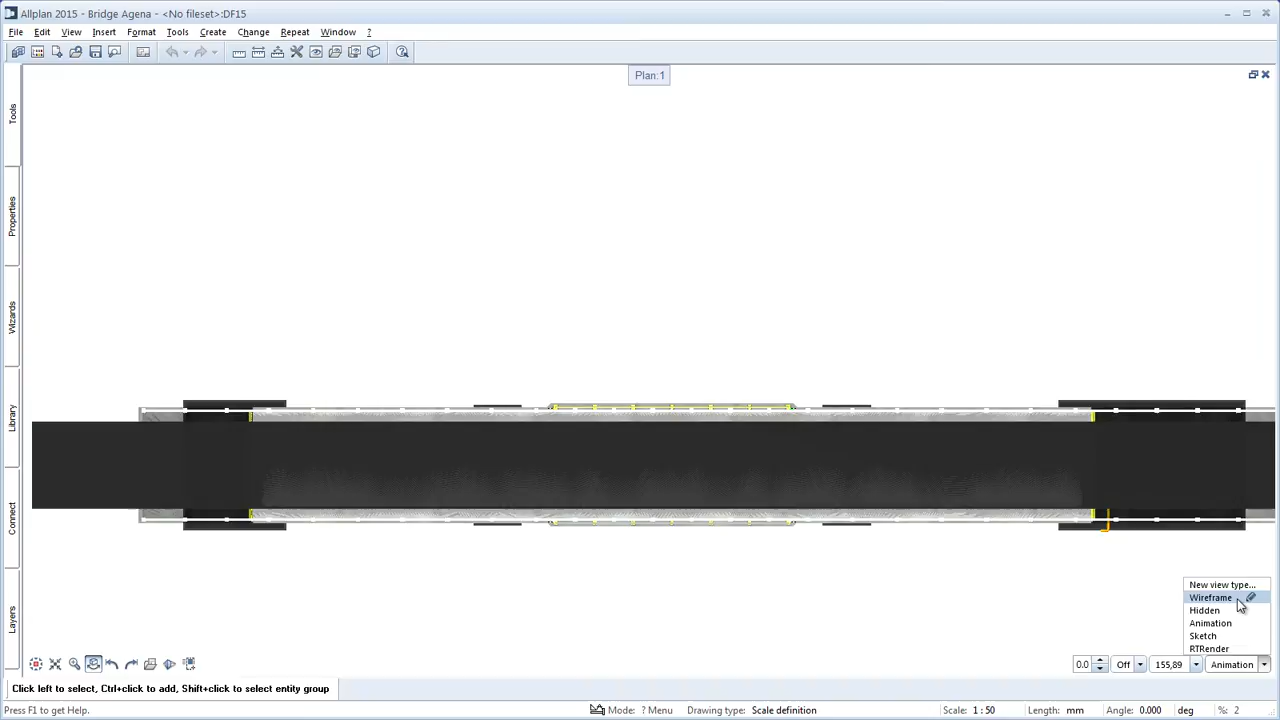 Allplan 2015 - Bridge Agena - <No fileset>:DF15
File Edit View Insert Format Tools Create Change Repeat Window ?
Plan:1
Tools
Properties
Wizards
Library
Connect
Layers
New view type...
Wireframe
Hidden
Animation
Sketch
RTRender
0.0 Off 155,89 Animation
Click left to select, Ctrl+click to add, Shift+click to select entity group
Press F1 to get Help. Mode: ? Menu Drawing type: Scale definition Scale: 1 : 50 Length: mm Angle: 0.000 deg %: 2